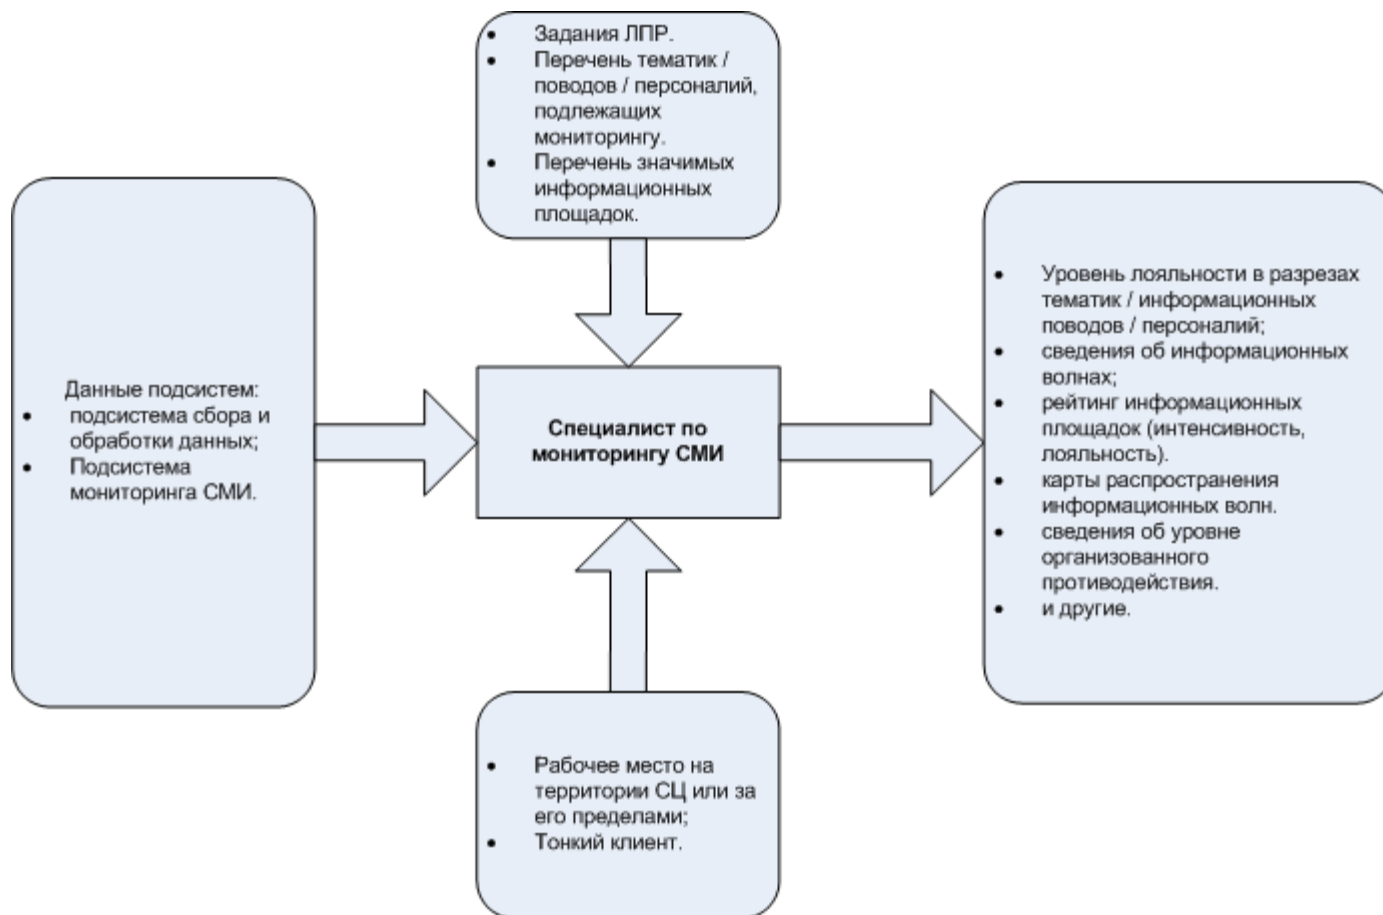 • Задания ЛПР.
• Перечень тематик /
поводов / персоналий,
подлежащих
мониторингу.
• Перечень значимых
информационных
площадок.
Данные подсистем:
• подсистема сбора и
обработки данных;
• Подсистема
мониторинга СМИ.
Специалист по
мониторингу СМИ
• Уровень лояльности в разрезах
тематик / информационных
поводов / персоналий;
• сведения об информационных
волнах;
• рейтинг информационных
площадок (интенсивность,
лояльность).
• карты распространения
информационных волн.
• сведения об уровне
организованного
противодействия.
• и другие.
• Рабочее место на
территории СЦ или за
его пределами;
• Тонкий клиент.